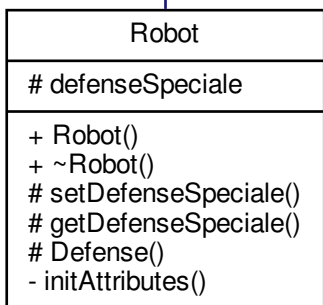 Robot
# defenseSpeciale
+ Robot()
+ ~Robot()
# setDefenseSpeciale()
# getDefenseSpeciale()
# Defense()
- initAttributes()